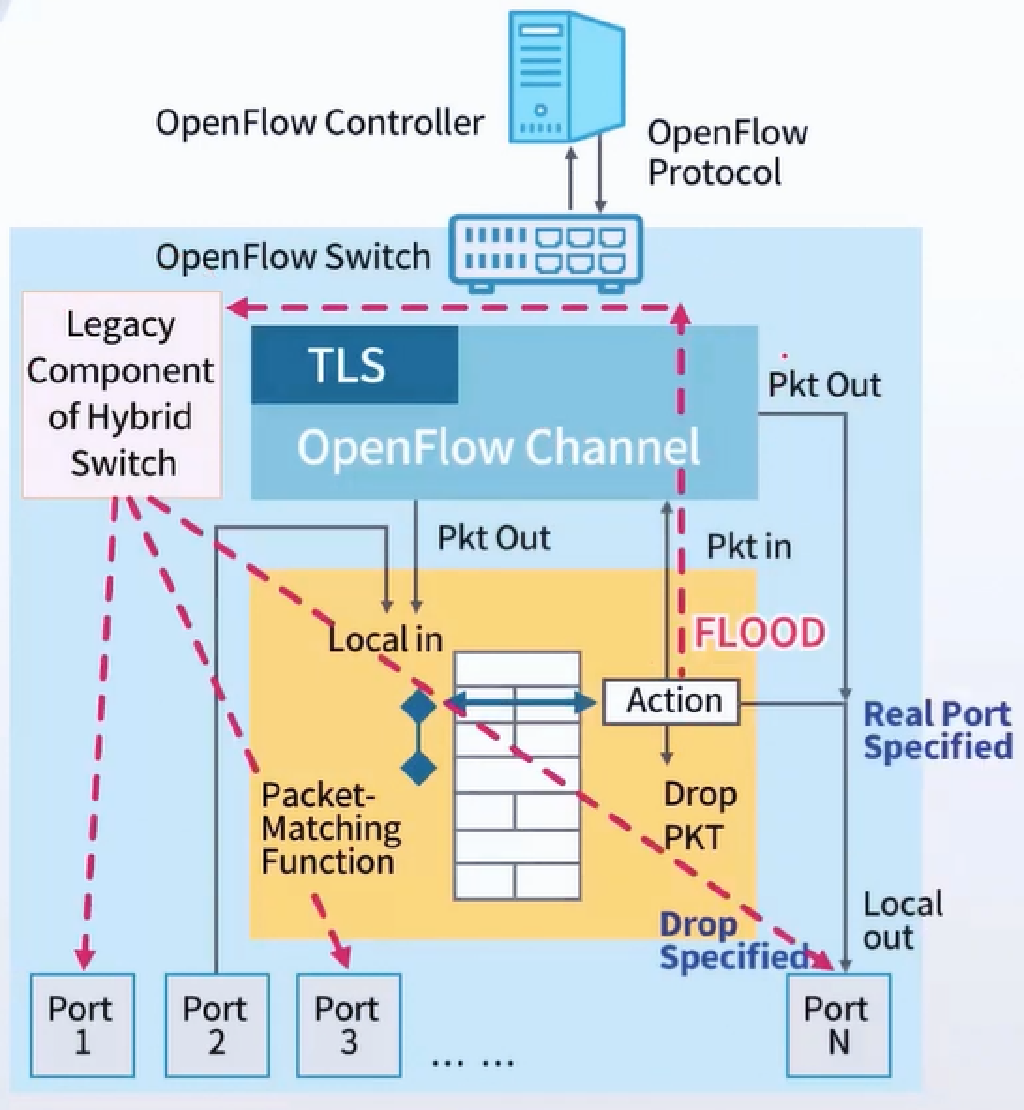 OpenFlow Controller
OpenFlow
Protocol
OpenFlow Switch
Legacy
Component
of Hybrid
Switch
TLS
OpenFlow Channel
Pkt Out
Pkt Out
Pkt in
FLOOD
Local in
Action
Real Port
Specified
Drop
PKT
Packet-
Matching
Function
Drop
Specified
Local
out
Port
1
Port
2
Port
3
... ...
Port
N